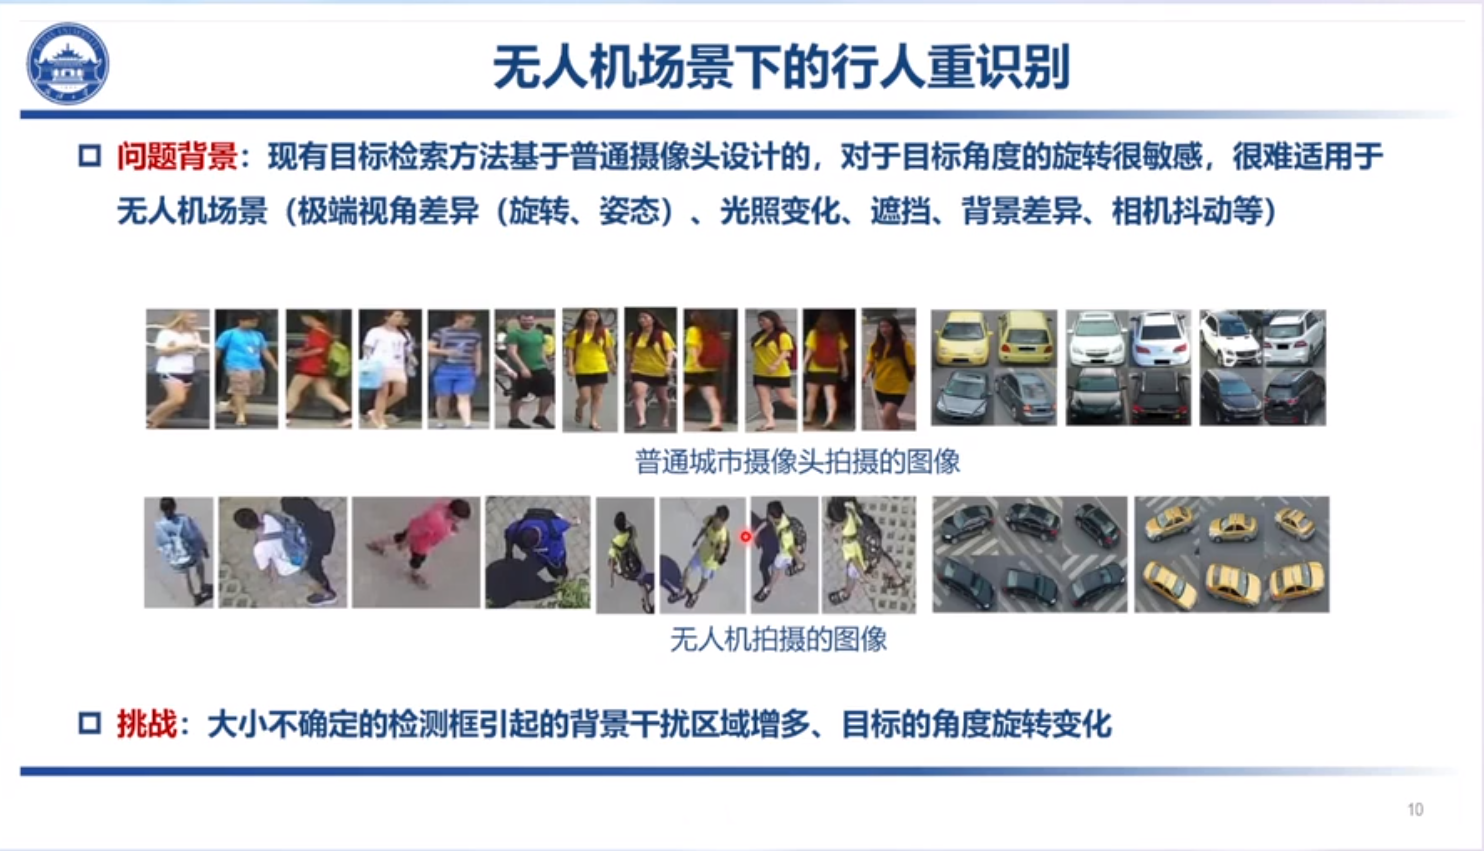 无人机场景下的行人重识别
问题背景：现有目标检索方法基于普通摄像头设计的，对于目标角度的旋转很敏感，很难适用于
无人机场景（极端视角差异（旋转、姿态）、光照变化、遮挡、背景差异、相机抖动等）
普通城市摄像头拍摄的图像
无人机拍摄的图像
挑战：大小不确定的检测框引起的背景干扰区域增多、目标的角度旋转变化
10